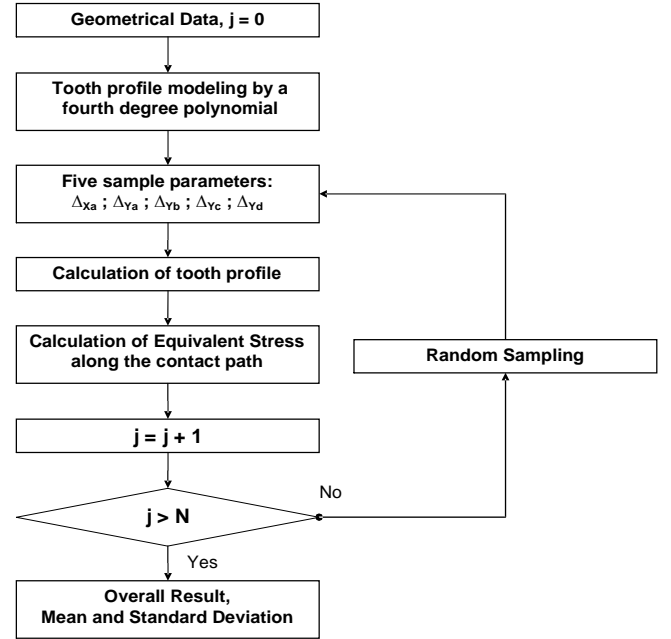 Geometrical Data, j = 0
Tooth profile modeling by a
fourth degree polynomial
Five sample parameters:
Δxa ; ΔYa ; ΔYb ; ΔYc ; ΔYd
Calculation of tooth profile
Calculation of Equivalent Stress
along the contact path
Random Sampling
j = j + 1
No
j > N
Yes
Overall Result,
Mean and Standard Deviation